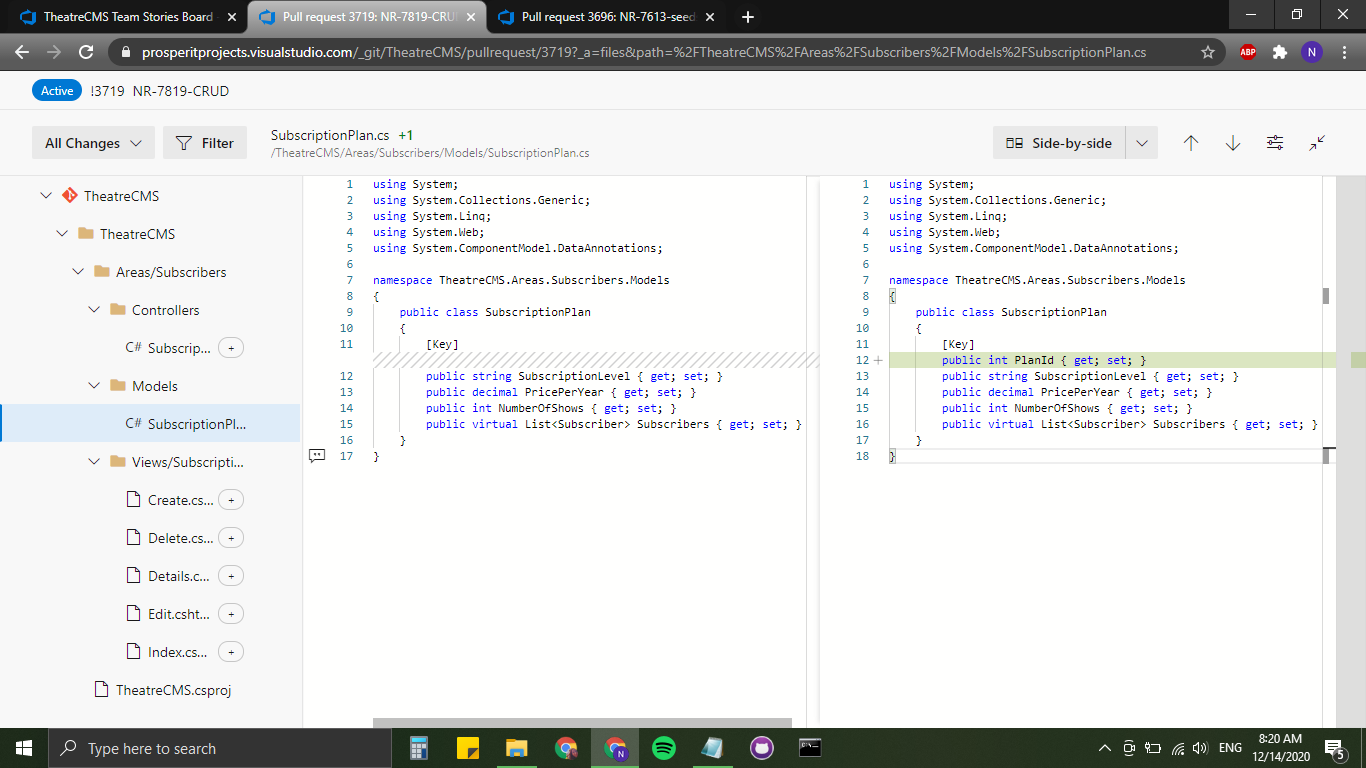 TheatreCMS Team Stories Board -
Pull request 3719: NR-7819-CRU
Pull request 3696: NR-7613-seed
prosperitprojects.visualstudio.com/_git/TheatreCMS/pullrequest/3719?_a=files&path=%2FTheatreCMS%2FAreas%2FSubscribers%2FModels%2FSubscriptionPlan.cs
ABP
N
Active !3719 NR-7819-CRUD
All Changes
Filter
SubscriptionPlan.cs +1
/TheatreCMS/Areas/Subscribers/Models/SubscriptionPlan.cs
Side-by-side
TheatreCMS
TheatreCMS
Areas/Subscribers
Controllers
C# Subscrip... +
Models
C# SubscriptionPl...
Views/Subscripti...
Create.cs... +
Delete.cs... +
Details.c... +
Edit.csht... +
Index.cs... +
TheatreCMS.csproj
1 using System;
2 using System.Collections.Generic;
3 using System.Linq;
4 using System.Web;
5 using System.ComponentModel.DataAnnotations;
6
7 namespace TheatreCMS.Areas.Subscribers.Models
8 {
9 public class SubscriptionPlan
10 {
11 [Key]
12 public string SubscriptionLevel { get; set; }
13 public decimal PricePerYear { get; set; }
14 public int NumberOfShows { get; set; }
15 public virtual List<Subscriber> Subscribers { get; set; }
16 }
17 }
1 using System;
2 using System.Collections.Generic;
3 using System.Linq;
4 using System.Web;
5 using System.ComponentModel.DataAnnotations;
6
7 namespace TheatreCMS.Areas.Subscribers.Models
8 {
9 public class SubscriptionPlan
10 {
11 [Key]
12 + public int PlanId { get; set; }
13 public string SubscriptionLevel { get; set; }
14 public decimal PricePerYear { get; set; }
15 public int NumberOfShows { get; set; }
16 public virtual List<Subscriber> Subscribers { get; set; }
17 }
18 }
Type here to search
N
ENG
8:20 AM
12/14/2020
5